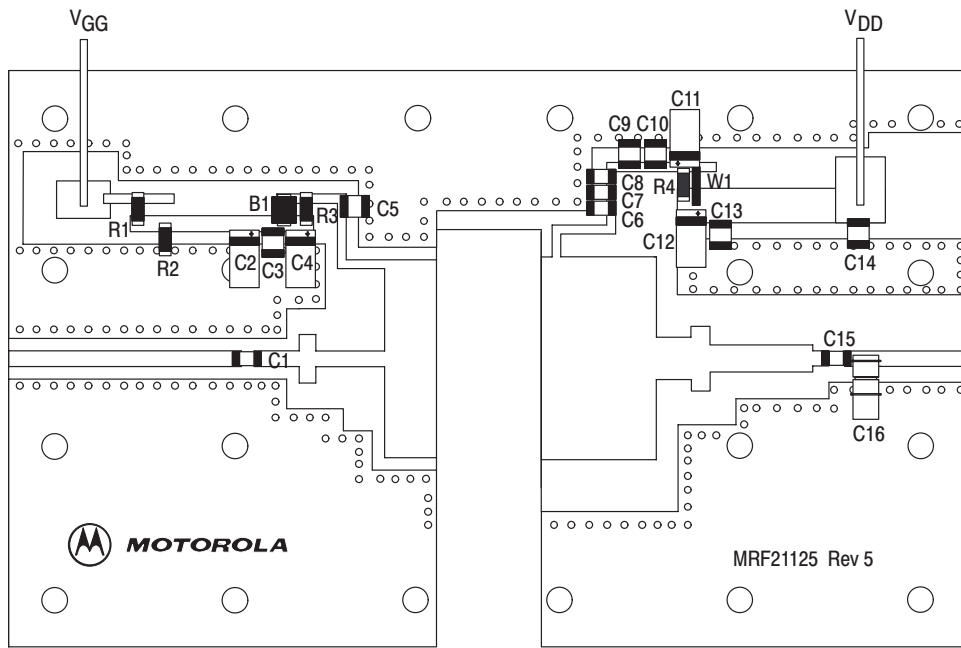 VGG
VDD
C11
C9 C10
C8
R4
W1
C7
B1
R3
C5
C6
R1
C13
R2
C2
C3
C4
C12
C14
C1
C15
C16
MOTOROLA
MRF21125 Rev 5